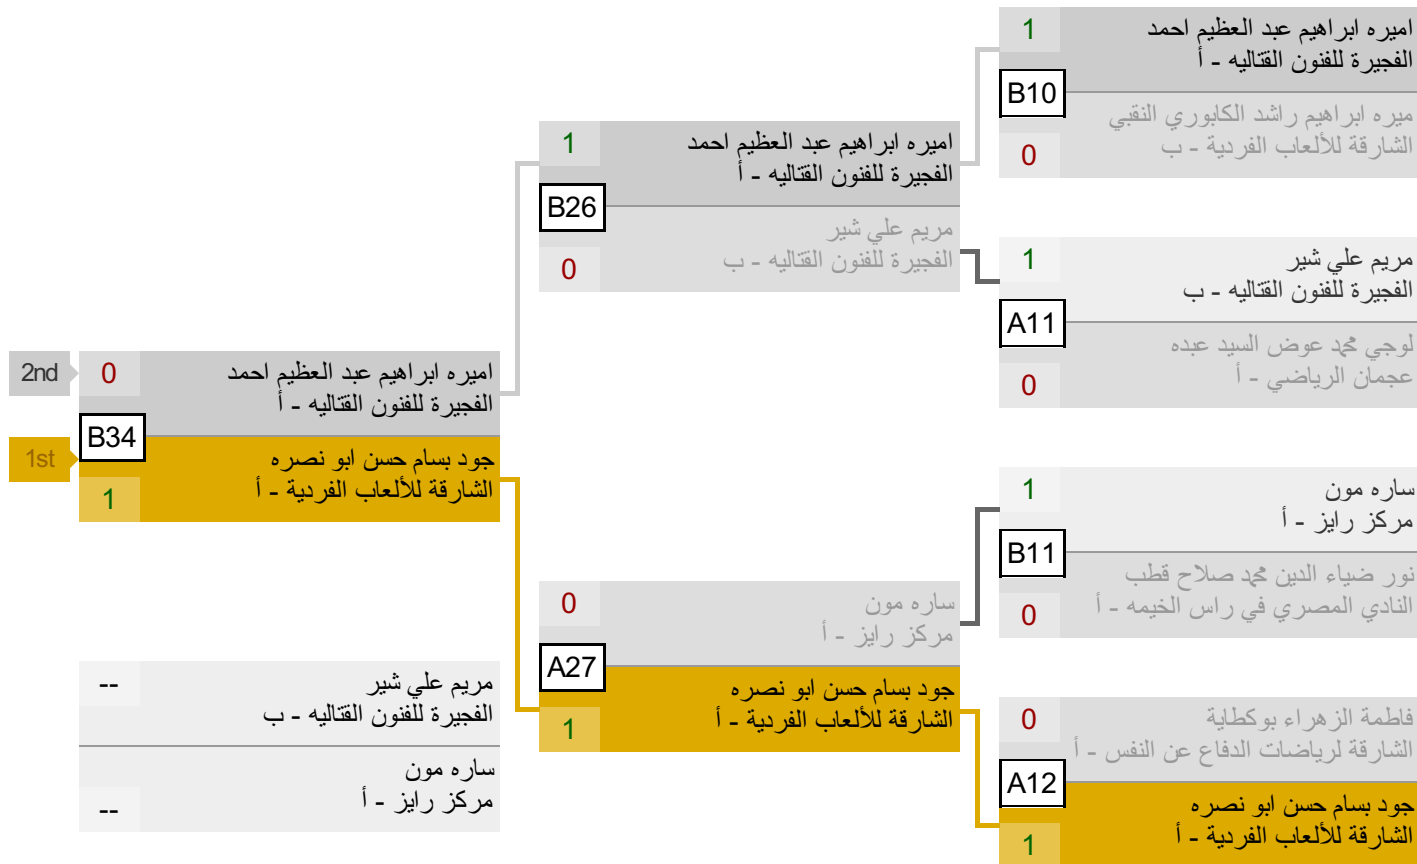 1
اميره ابراهيم عبد العظيم احمد
الفجيرة للفنون القتاليه - أ
B10
ميره ابراهيم راشد الكابوري النقبي
الشارقة للألعاب الفردية - ب
0
1
مريم علي شير
الفجيرة للفنون القتاليه - ب
A11
لوجي محمد عوض السيد عبده
عجمان الرياضي - أ
0
1
ساره مون
مركز رايز - أ
B11
نور ضياء الدين محمد صلاح قطب
النادي المصري في راس الخيمه - أ
0
0
فاطمة الزهراء بوكطاية
الشارقة لرياضات الدفاع عن النفس - أ
A12
جود بسام حسن ابو نصره
الشارقة للألعاب الفردية - أ
1
1
اميره ابراهيم عبد العظيم احمد
الفجيرة للفنون القتاليه - أ
B26
مريم علي شير
الفجيرة للفنون القتاليه - ب
0
0
ساره مون
مركز رايز - أ
A27
جود بسام حسن ابو نصره
الشارقة للألعاب الفردية - أ
1
2nd
0
اميره ابراهيم عبد العظيم احمد
الفجيرة للفنون القتاليه - أ
B34
1st
جود بسام حسن ابو نصره
الشارقة للألعاب الفردية - أ
1
--
مريم علي شير
الفجيرة للفنون القتاليه - ب
ساره مون
مركز رايز - أ
--